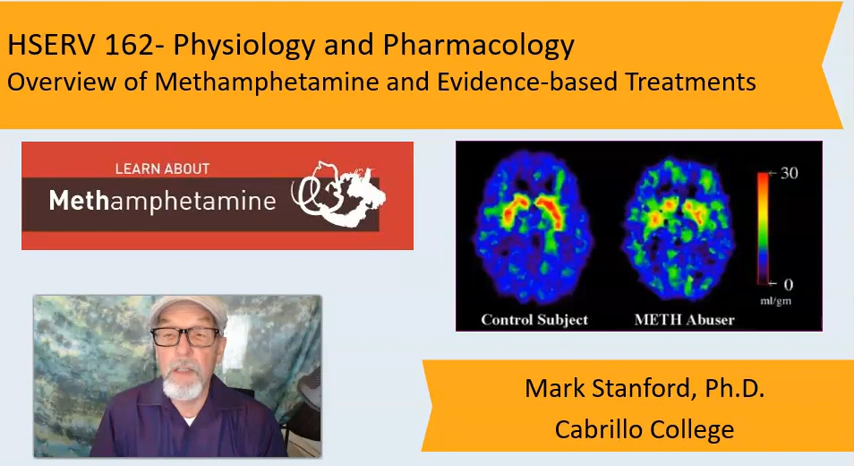 HSERV 162- Physiology and Pharmacology
Overview of Methamphetamine and Evidence-based Treatments
LEARN ABOUT
Methamphetamine
30
0
ml/gm
Control Subject
METH Abuser
Mark Stanford, Ph.D.
Cabrillo College